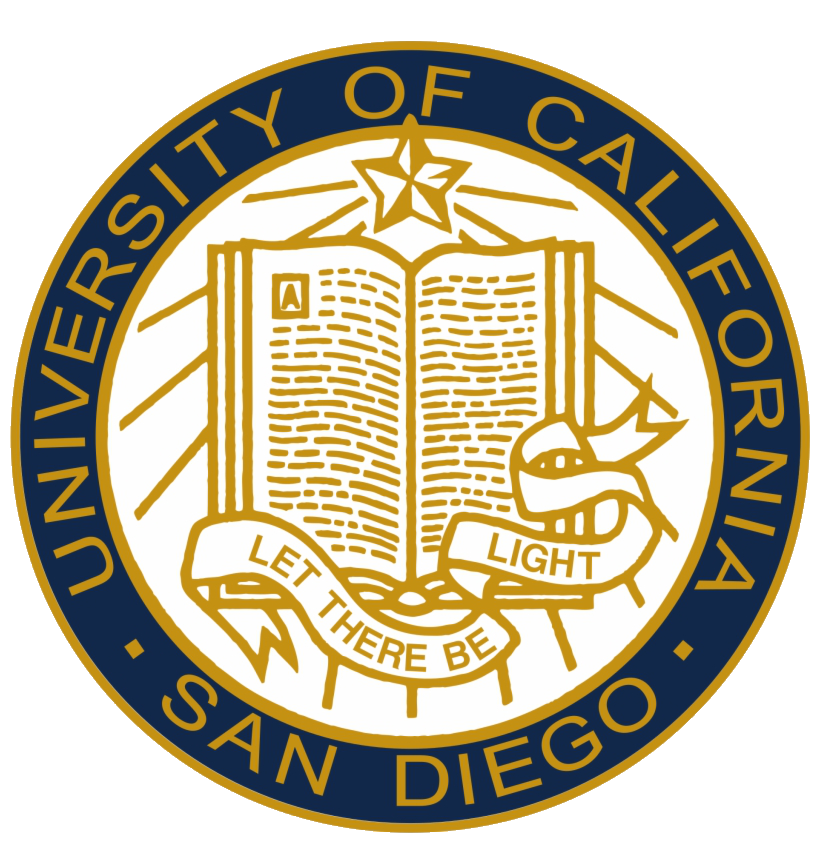 UNIVERSITY OF CALIFORNIA
A
LET THERE BE
LIGHT
· SAN DIEGO ·